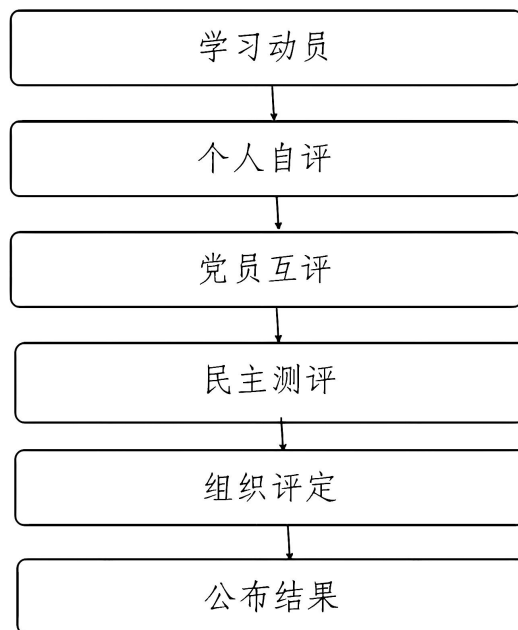 学习动员
个人自评
党员互评
民主测评
组织评定
公布结果